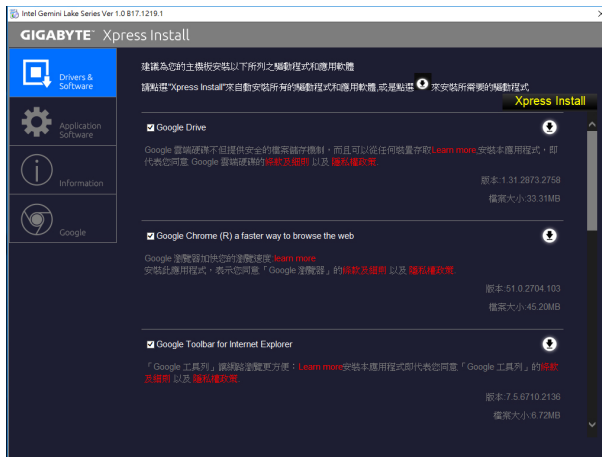 Intel Gemini Lake Series Ver 1.0 B17.1219.1
GIGABYTE™ Xpress Install
Drivers &
Software
Application
Software
Information
Google
建議為您的主機板安裝以下所列之驅動程式和應用軟體
請點選"Xpress Install"來自動安裝所有的驅動程式和應用軟體,或是點選 來安裝所需要的驅動程式
Xpress Install
Google Drive
Google 雲端硬碟不但提供安全的檔案儲存機制，而且可以從任何裝置存取Learn more,安裝本應用程式，即
代表您同意 Google 雲端硬碟的條款及細則 以及 隱私權政策.
版本:1.31.2873.2758
檔案大小:33.31MB
Google Chrome (R) a faster way to browse the web
Google 瀏覽器加快您的瀏覽速度:learn more
安裝此應用程式，表示您同意「Google 瀏覽器」的條款及細則 以及 隱私權政策.
版本:51.0.2704.103
檔案大小:45.20MB
Google Toolbar for Internet Explorer
「Google 工具列」讓網路瀏覽更方便：Learn more安裝本應用程式即代表您同意「Google 工具列」的條款
及細則 以及 隱私權政策.
版本:7.5.6710.2136
檔案大小:6.72MB